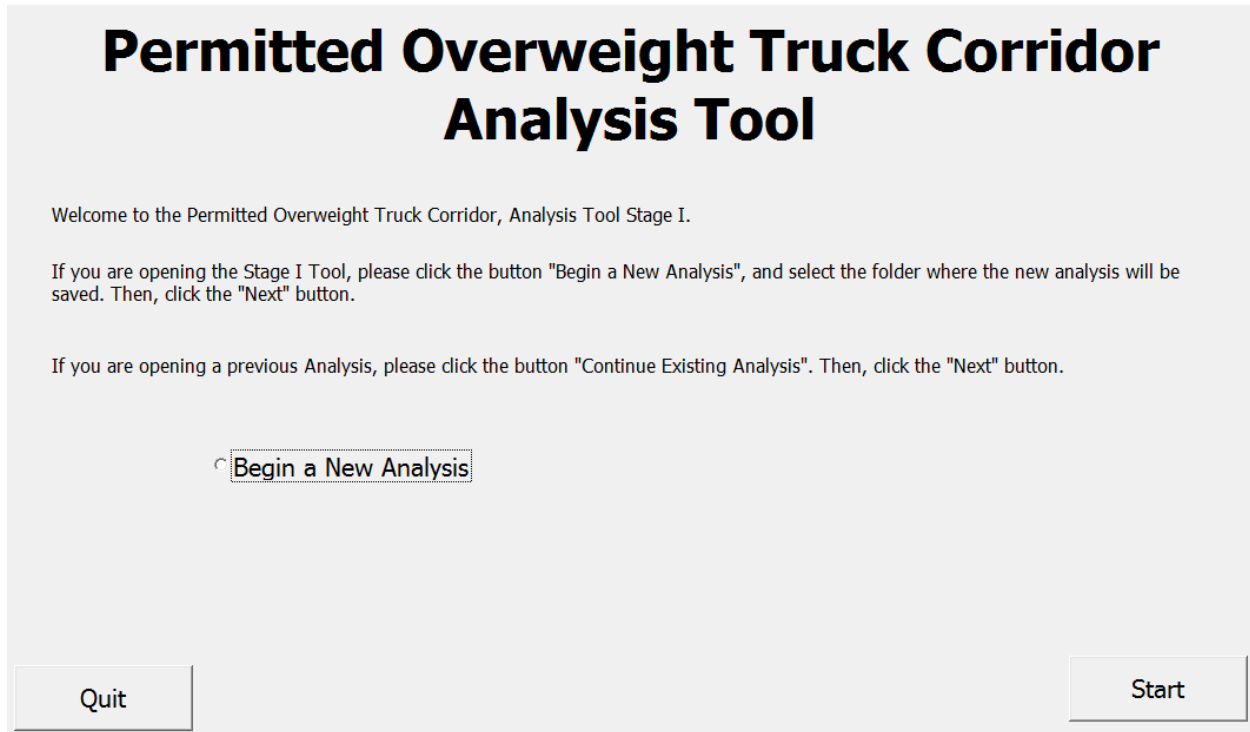 Permitted Overweight Truck Corridor
Analysis Tool
Welcome to the Permitted Overweight Truck Corridor, Analysis Tool Stage I.
If you are opening the Stage I Tool, please click the button "Begin a New Analysis", and select the folder where the new analysis will be
saved. Then, click the "Next" button.
If you are opening a previous Analysis, please click the button "Continue Existing Analysis". Then, click the "Next" button.
Begin a New Analysis
Quit
Start